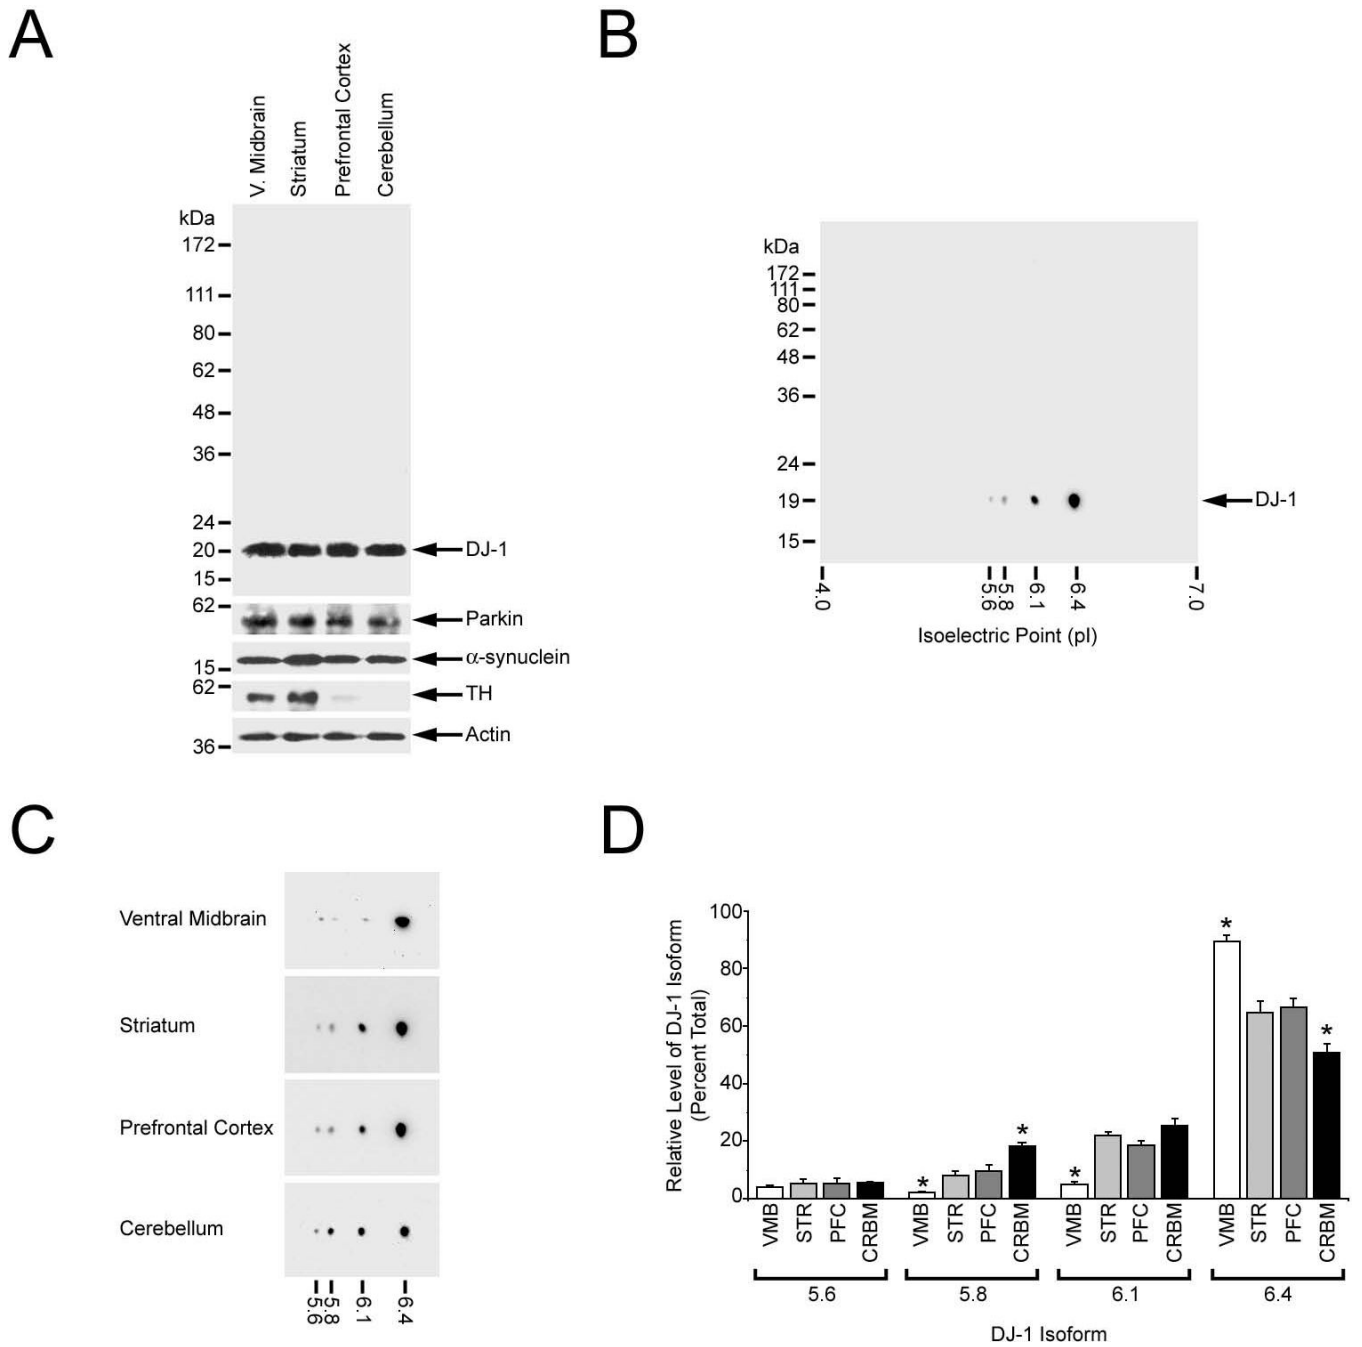 A
V. Midbrain
Striatum
Prefrontal Cortex
Cerebellum
kDa
172
111
80
62
48
36
24
20
15
DJ-1
62
Parkin
α-synuclein
15
62
TH
Actin
36
B
kDa
172
111
80
62
48
36
24
19
15
DJ-1
4.0
5.6
5.8
6.1
6.4
7.0
Isoelectric Point (pI)
C
Ventral Midbrain
Striatum
Prefrontal Cortex
Cerebellum
5.6
5.8
6.1
6.4
D
Relative Level of DJ-1 Isoform
(Percent Total)
100
80
60
40
20
0
*
*
*
*
*
VMB
STR
PFC
CRBM
VMB
STR
PFC
CRBM
VMB
STR
PFC
CRBM
VMB
STR
PFC
CRBM
5.6
5.8
6.1
6.4
DJ-1 Isoform